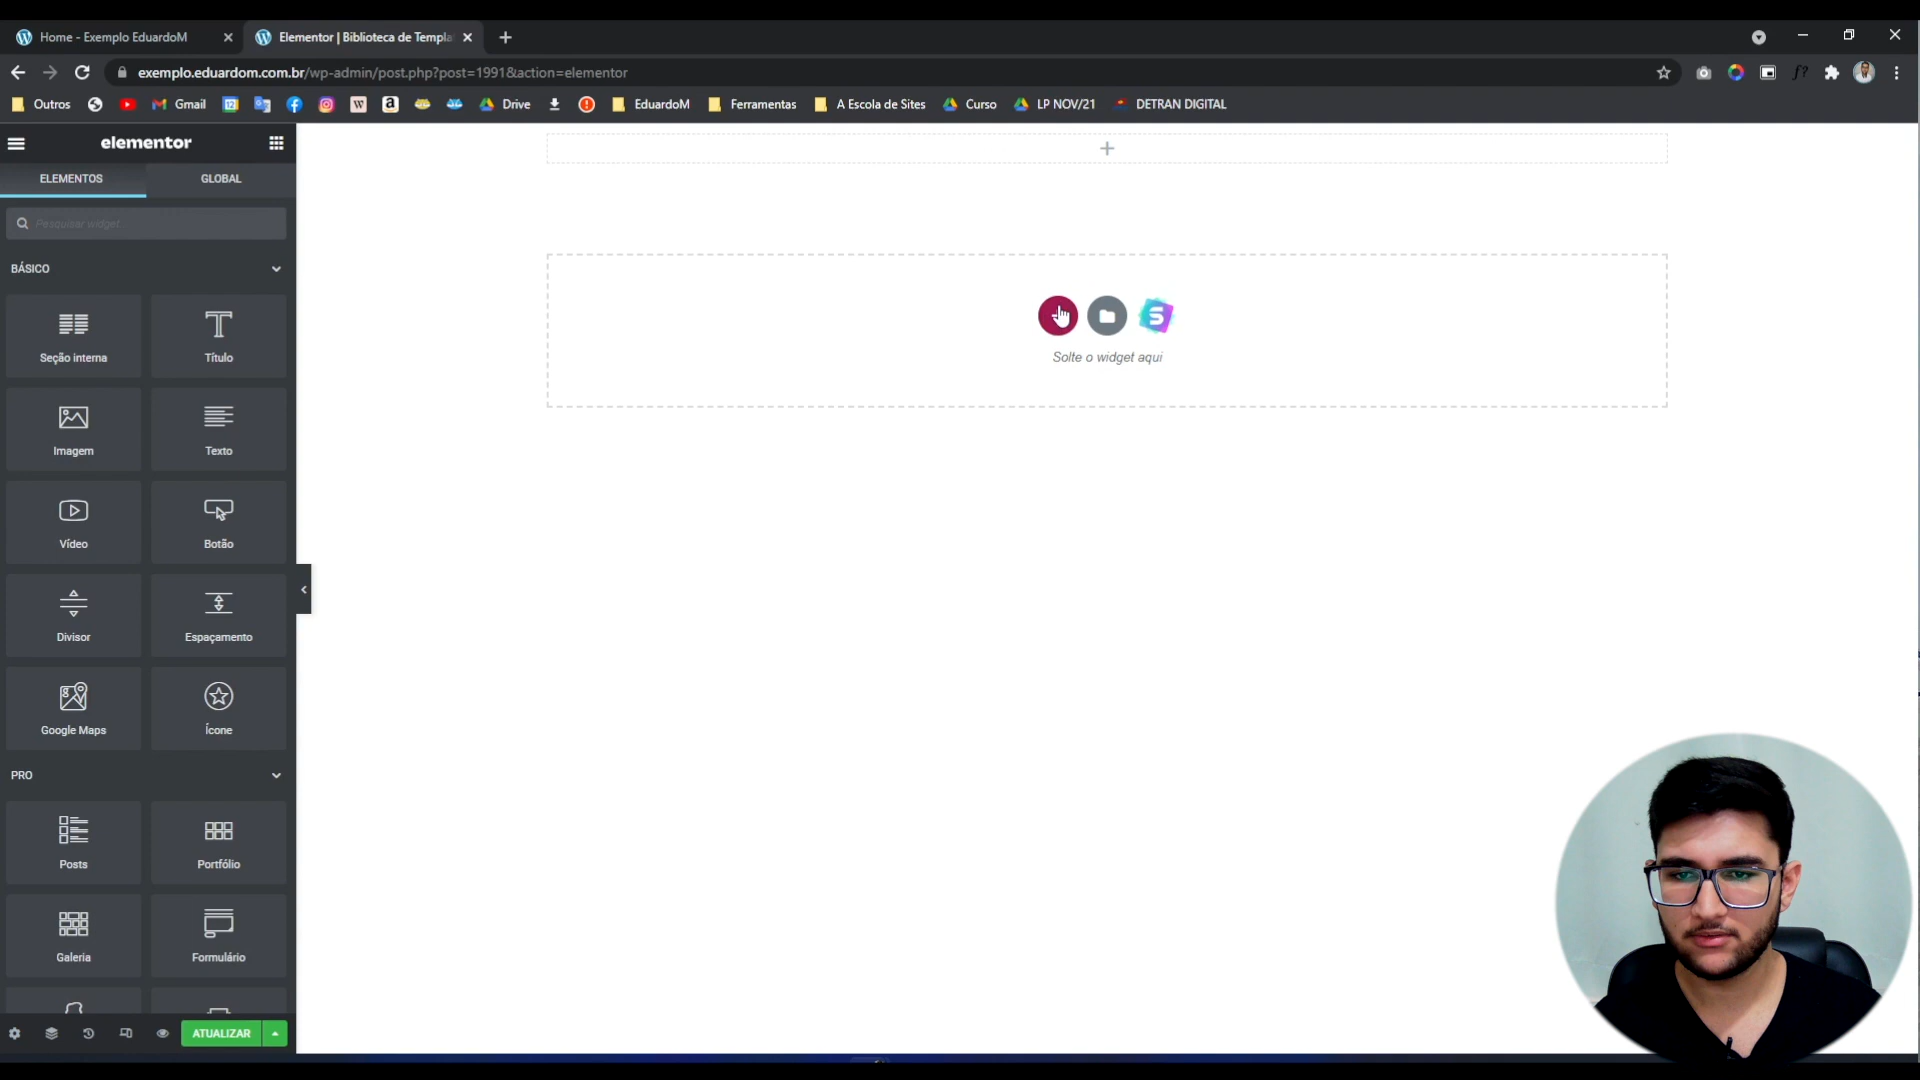 Home - Exemplo EduardoM
Elementor | Biblioteca de Templa
exemplo.eduardom.com.br/wp-admin/post.php?post=1991&action=elementor
Outros
Gmail
Drive
EduardoM
Ferramentas
A Escola de Sites
Curso
LP NOV/21
DETRAN DIGITAL
elementor
ELEMENTOS
GLOBAL
Pesquisar widget...
BÁSICO
Seção interna
Título
Imagem
Texto
Vídeo
Botão
Divisor
Espaçamento
Google Maps
Ícone
PRO
Posts
Portfólio
Galeria
Formulário
ATUALIZAR
Solte o widget aqui